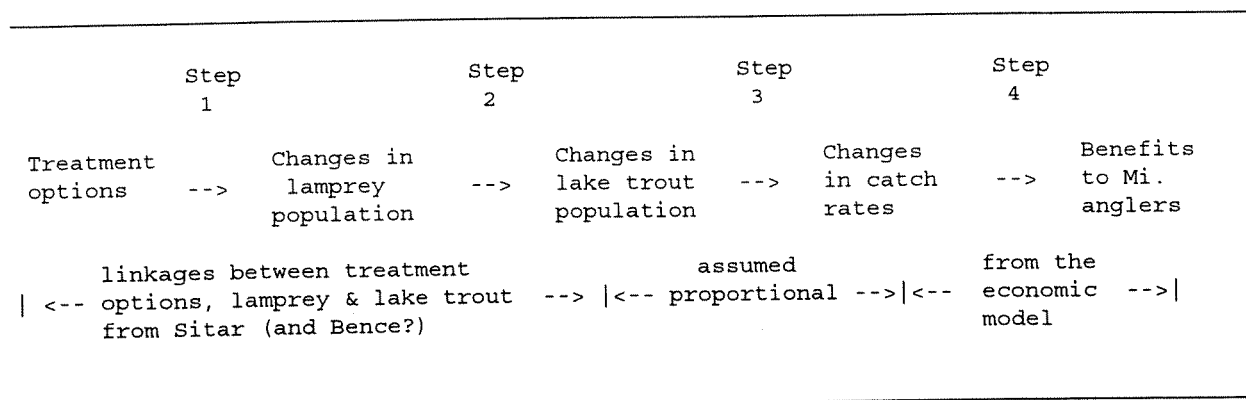 Step Step Step Step
1 2 3 4
Treatment Changes in Changes in Changes Benefits
options --> lamprey --> lake trout --> in catch --> to Mi.
population population rates anglers
linkages between treatment assumed from the
| <-- options, lamprey & lake trout --> |<-- proportional -->|<-- economic -->|
from Sitar (and Bence?) model